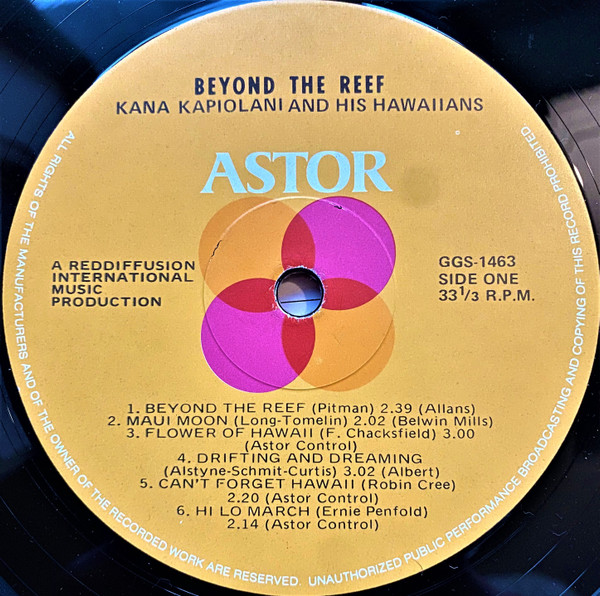 BEYOND THE REEF
KANA KAPIOLANI AND HIS HAWAIIANS
ASTOR
A REDDIFFUSION
INTERNATIONAL
MUSIC
PRODUCTION
GGS-1463
SIDE ONE
33 1/3 R.P.M.
1. BEYOND THE REEF (Pitman) 2.39 (Allans)
2. MAUI MOON (Long-Tomelin) 2.02 (Belwin Mills)
3. FLOWER OF HAWAII (F. Chacksfield) 3.00
(Astor Control)
4. DRIFTING AND DREAMING
(Alstyne-Schmit-Curtis) 3.02 (Albert)
5. CAN'T FORGET HAWAII (Robin Cree)
2.20 (Astor Control)
6. HI LO MARCH (Ernie Penfold)
2.14 (Astor Control)
ALL RIGHTS OF THE MANUFACTURERS AND OF THE OWNER OF THE RECORDED WORK ARE RESERVED. UNAUTHORIZED PUBLIC PERFORMANCE BROADCASTING AND COPYING OF THIS RECORD PROHIBITED.